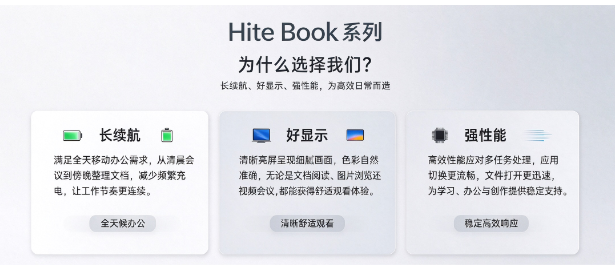 Hite Book 系列
为什么选择我们?
长续航、好显示、强性能，为高效日常而造
长续航
满足全天移动办公需求，从清晨会
议到傍晚整理文档，减少频繁充
电，让工作节奏更连续。
全天候办公
好显示
清晰亮屏呈现细腻画面，色彩自然
准确，无论是文档阅读、图片浏览还
视频会议，都能获得舒适观看体验。
清晰舒适观看
强性能
高效性能应对多任务处理，应用
切换更流畅，文件打开更迅速，
为学习、办公与创作提供稳定支持。
稳定高效响应